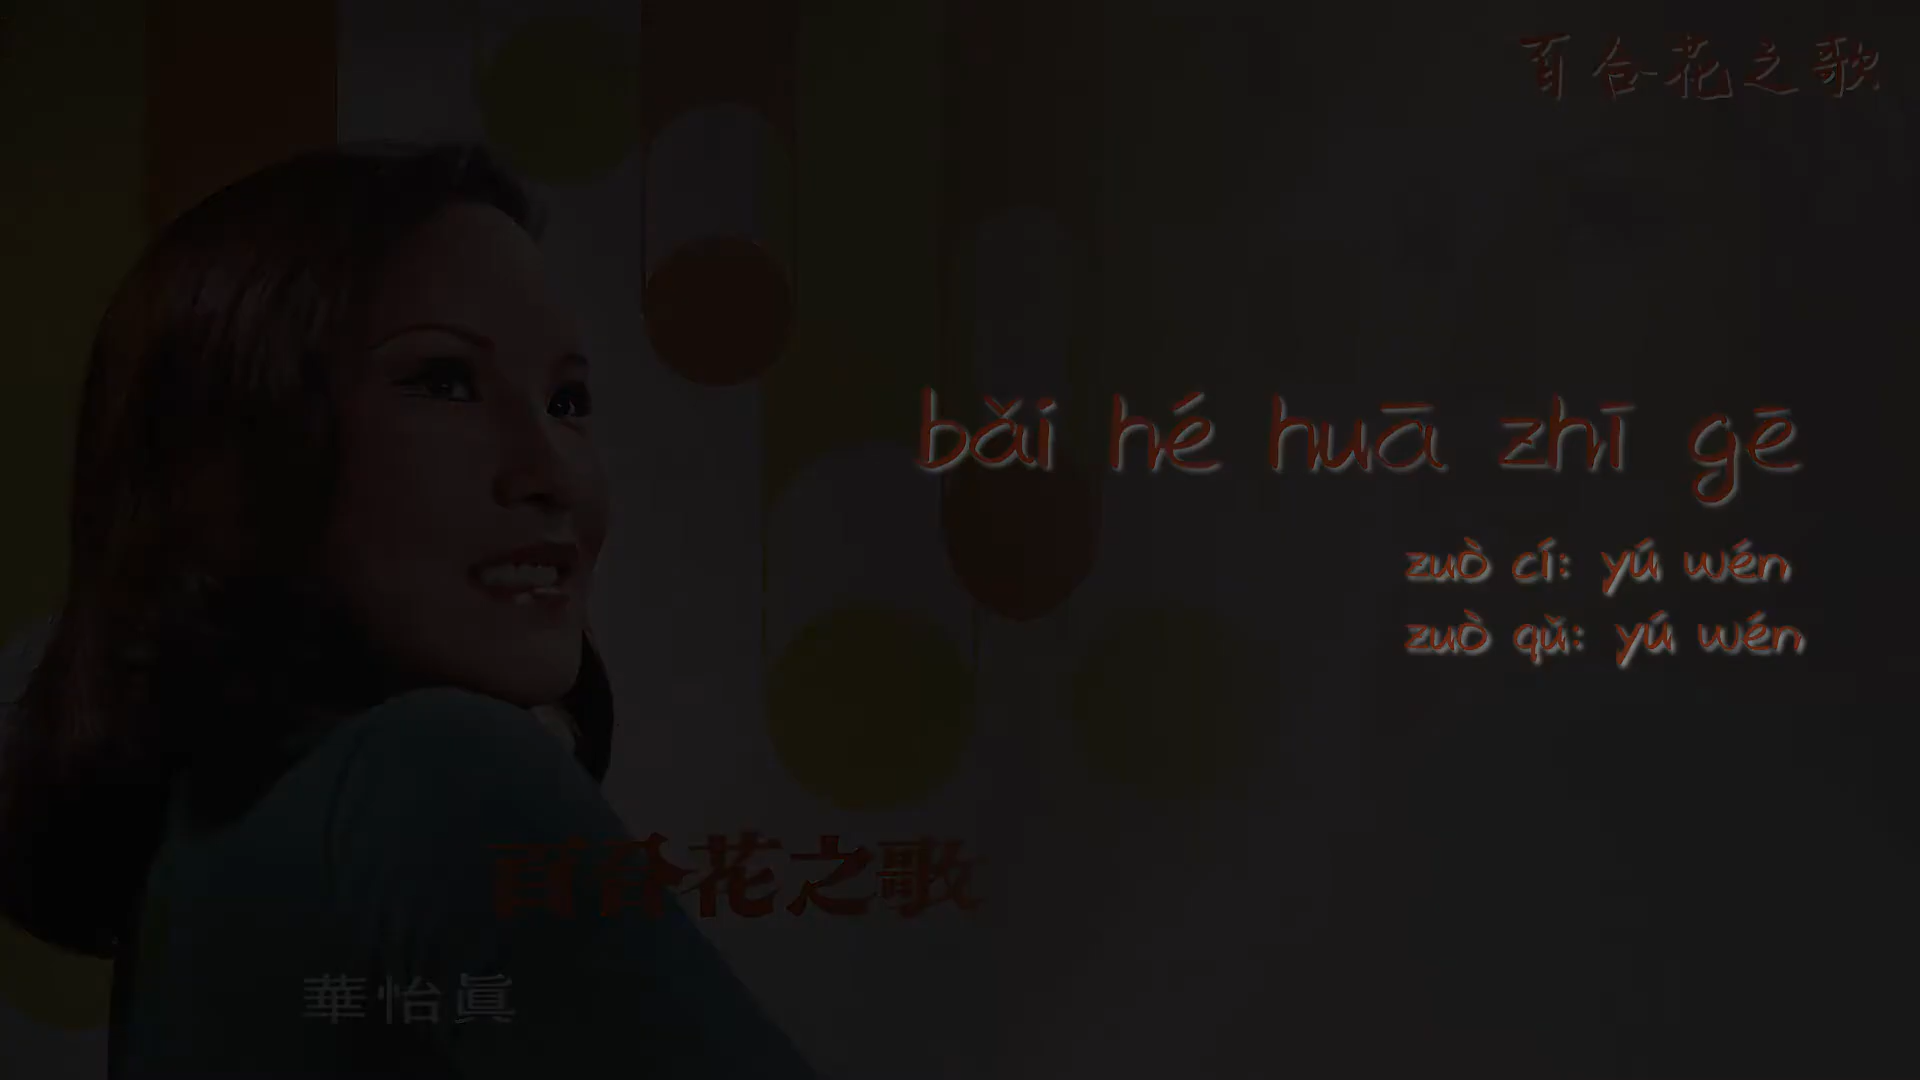 百合花之歌
bǎi hé huā zhī gē
zuò cí: yú wén
zuò qǔ: yú wén
百合花之歌
華怡眞